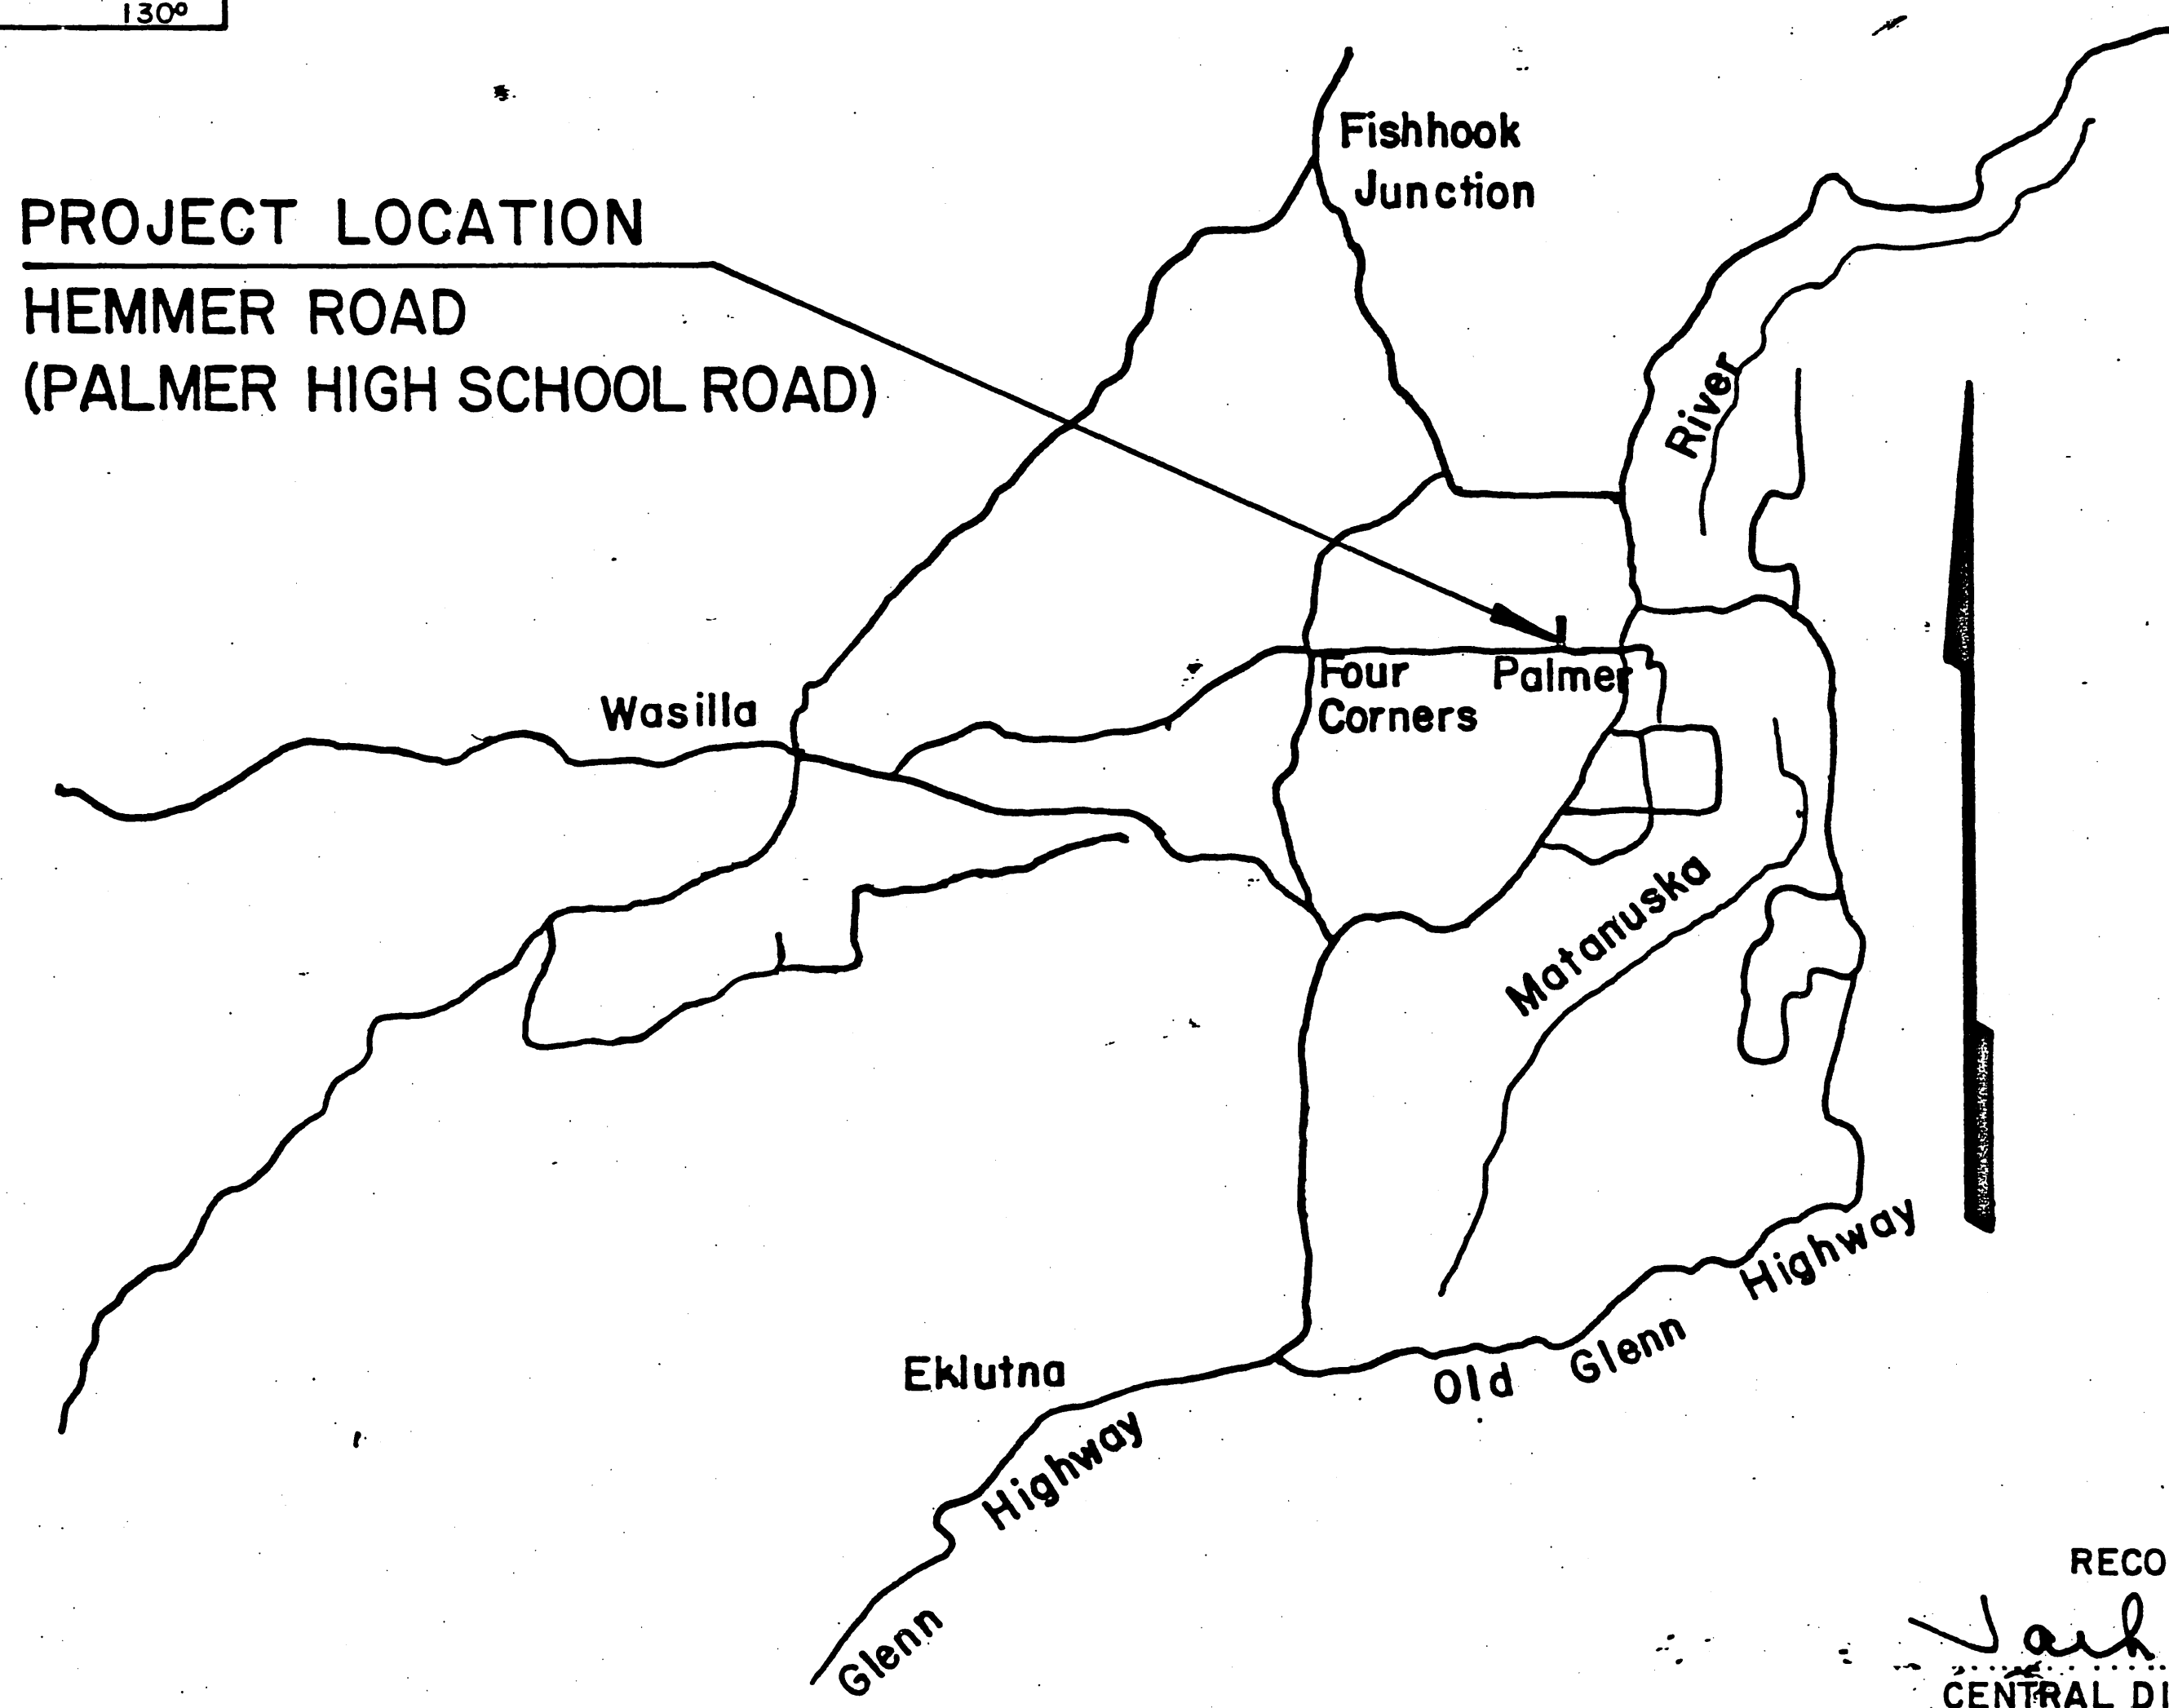 130°
Fishhook
Junction
PROJECT LOCATION
HEMMER ROAD
(PALMER HIGH SCHOOL ROAD)
River
Four
Corners
Palmer
Wasilla
Matanuska
Eklutna
Old Glenn Highway
Glenn Highway
RECO
CENTRAL DI